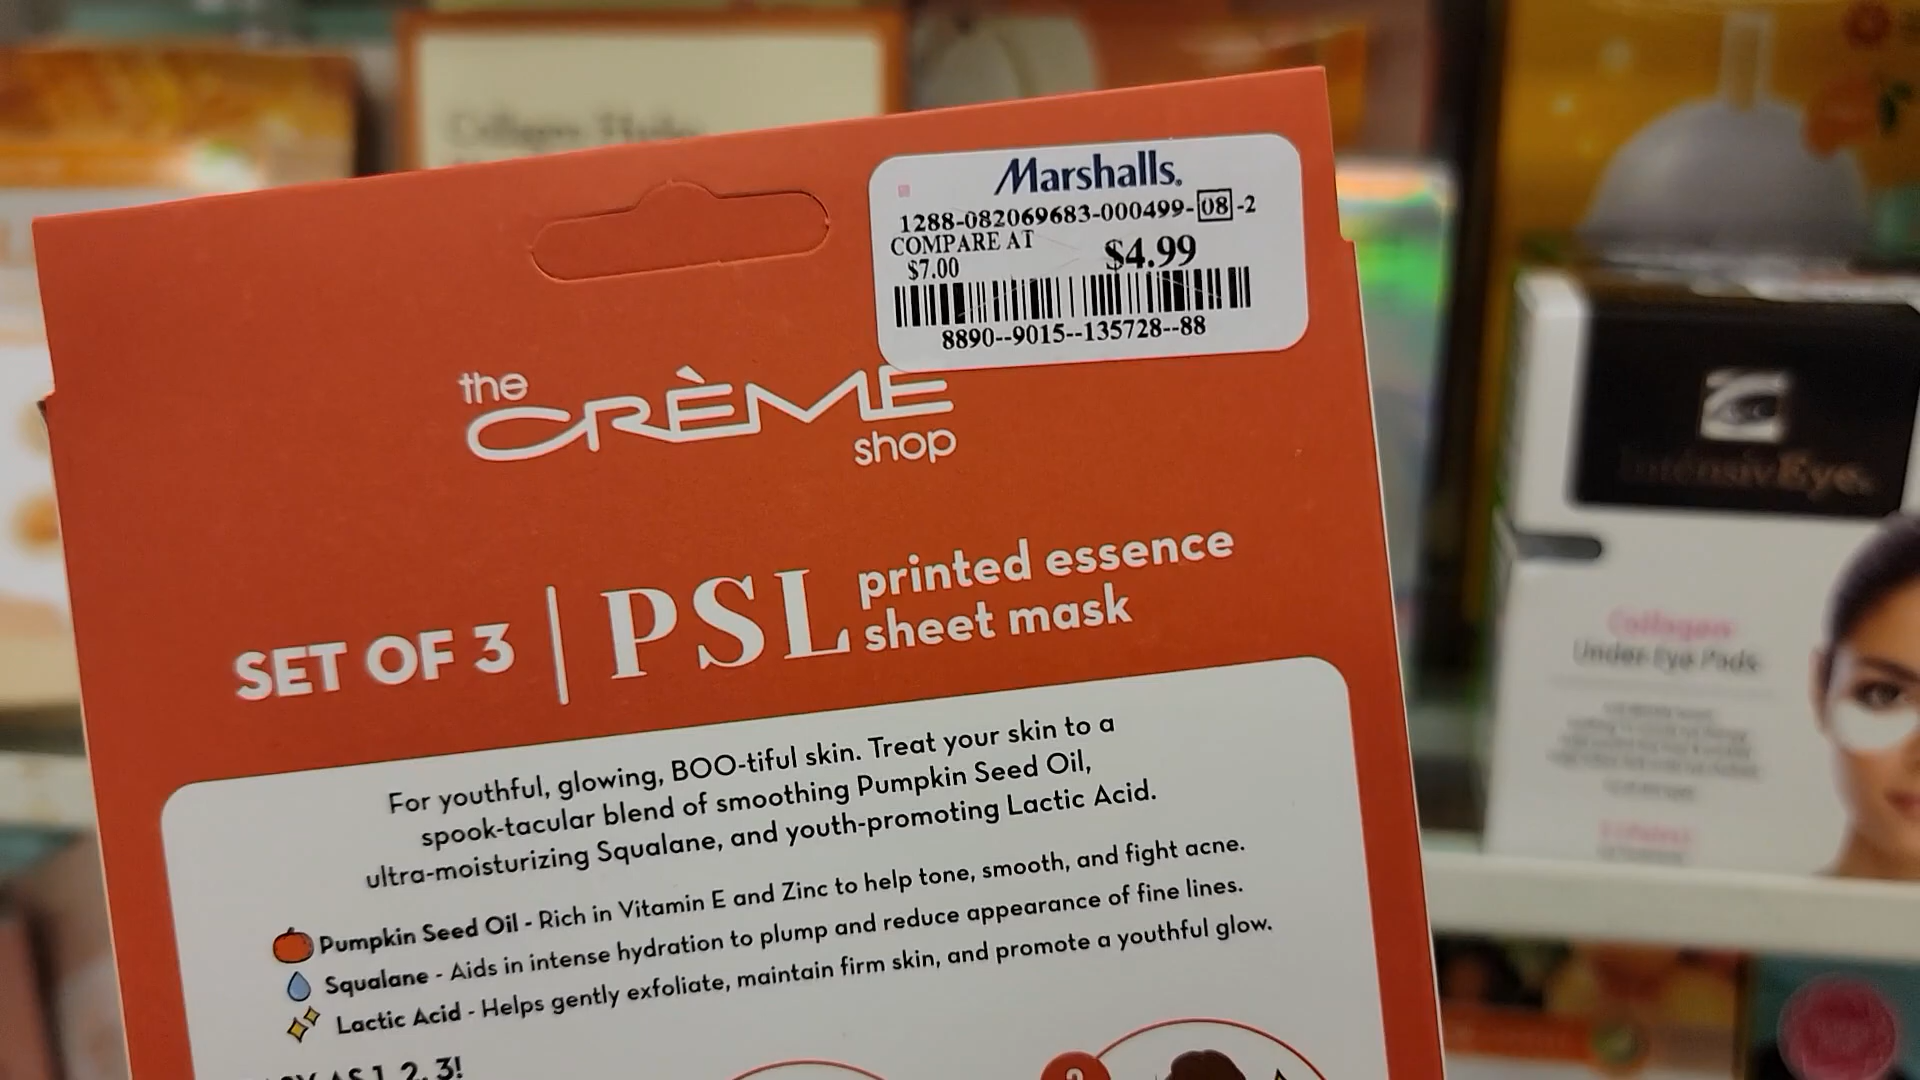 Marshalls.
1288-082069683-000499-08-2
COMPARE AT
$7.00
$4.99
8890--9015--135728--88
the
CRÈME
shop
SET OF 3 | PSL printed essence
sheet mask
For youthful, glowing, BOO-tiful skin. Treat your skin to a
spook-tacular blend of smoothing Pumpkin Seed Oil,
ultra-moisturizing Squalane, and youth-promoting Lactic Acid.
Pumpkin Seed Oil - Rich in Vitamin E and Zinc to help tone, smooth, and fight acne.
Squalane - Aids in intense hydration to plump and reduce appearance of fine lines.
Lactic Acid - Helps gently exfoliate, maintain firm skin, and promote a youthful glow.
AS 1, 2, 3!
2
IntensivEye.
Collagen
Under Eye Pads
Collagen